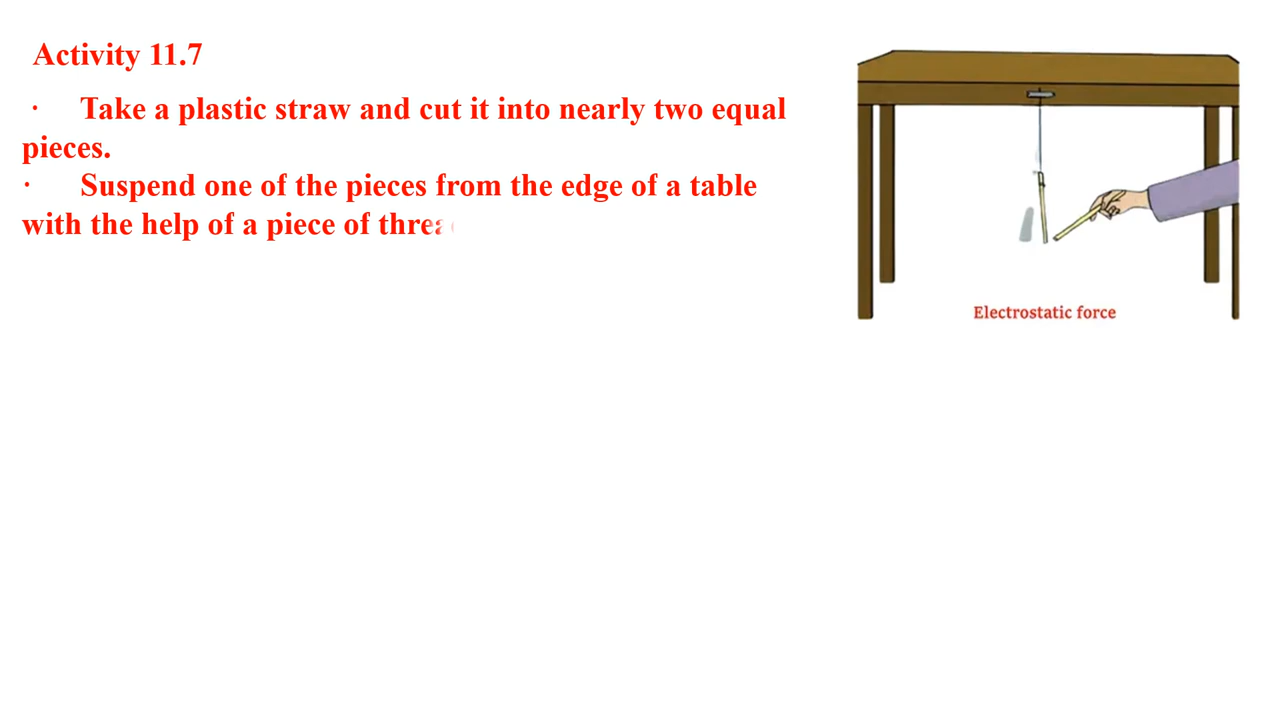 Activity 11.7
· Take a plastic straw and cut it into nearly two equal
pieces.
· Suspend one of the pieces from the edge of a table
with the help of a piece of
Electrostatic force